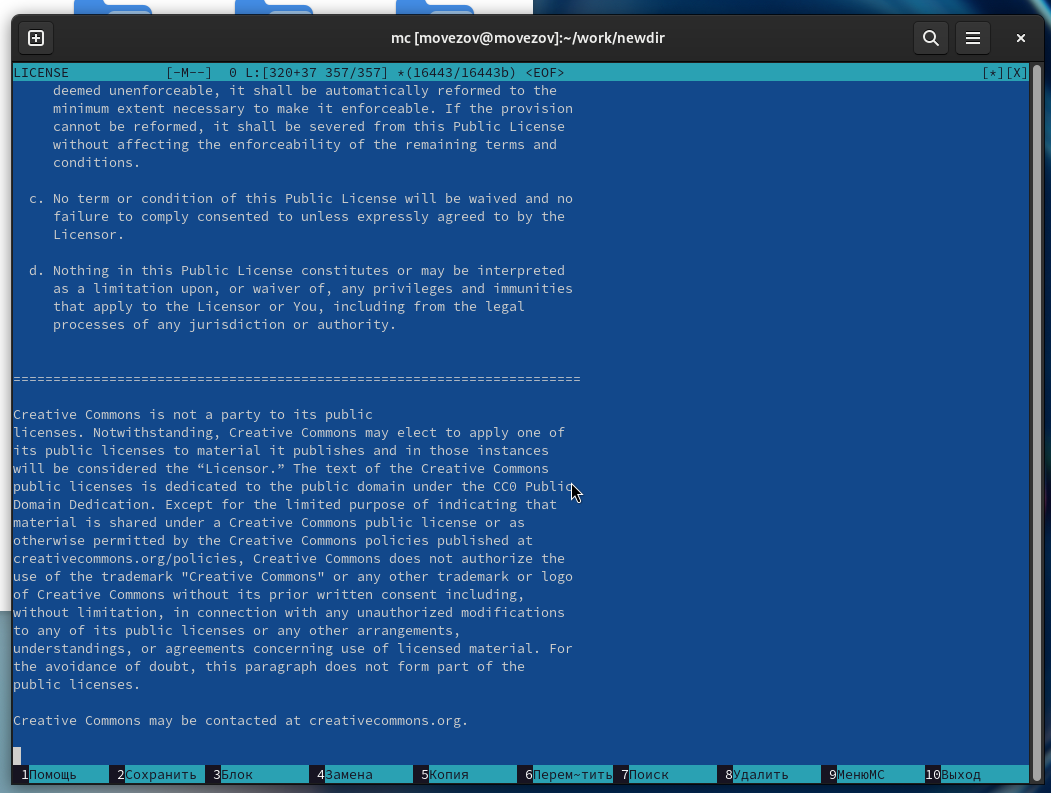 mc [movezov@movezov]:~/work/newdir
LICENSE [-M--] 0 L:[320+37 357/357] *(16443/16443b) <EOF> [*][X]
deemed unenforceable, it shall be automatically reformed to the
minimum extent necessary to make it enforceable. If the provision
cannot be reformed, it shall be severed from this Public License
without affecting the enforceability of the remaining terms and
conditions.
c. No term or condition of this Public License will be waived and no
failure to comply consented to unless expressly agreed to by the
Licensor.
d. Nothing in this Public License constitutes or may be interpreted
as a limitation upon, or waiver of, any privileges and immunities
that apply to the Licensor or You, including from the legal
processes of any jurisdiction or authority.
=======================================================================
Creative Commons is not a party to its public
licenses. Notwithstanding, Creative Commons may elect to apply one of
its public licenses to material it publishes and in those instances
will be considered the “Licensor.” The text of the Creative Commons
public licenses is dedicated to the public domain under the CC0 Public
Domain Dedication. Except for the limited purpose of indicating that
material is shared under a Creative Commons public license or as
otherwise permitted by the Creative Commons policies published at
creativecommons.org/policies, Creative Commons does not authorize the
use of the trademark "Creative Commons" or any other trademark or logo
of Creative Commons without its prior written consent including,
without limitation, in connection with any unauthorized modifications
to any of its public licenses or any other arrangements,
understandings, or agreements concerning use of licensed material. For
the avoidance of doubt, this paragraph does not form part of the
public licenses.
Creative Commons may be contacted at creativecommons.org.
1Помощь 2Сохранить 3Блок 4Замена 5Копия 6Перем~тить 7Поиск 8Удалить 9МенюMC 10Выход